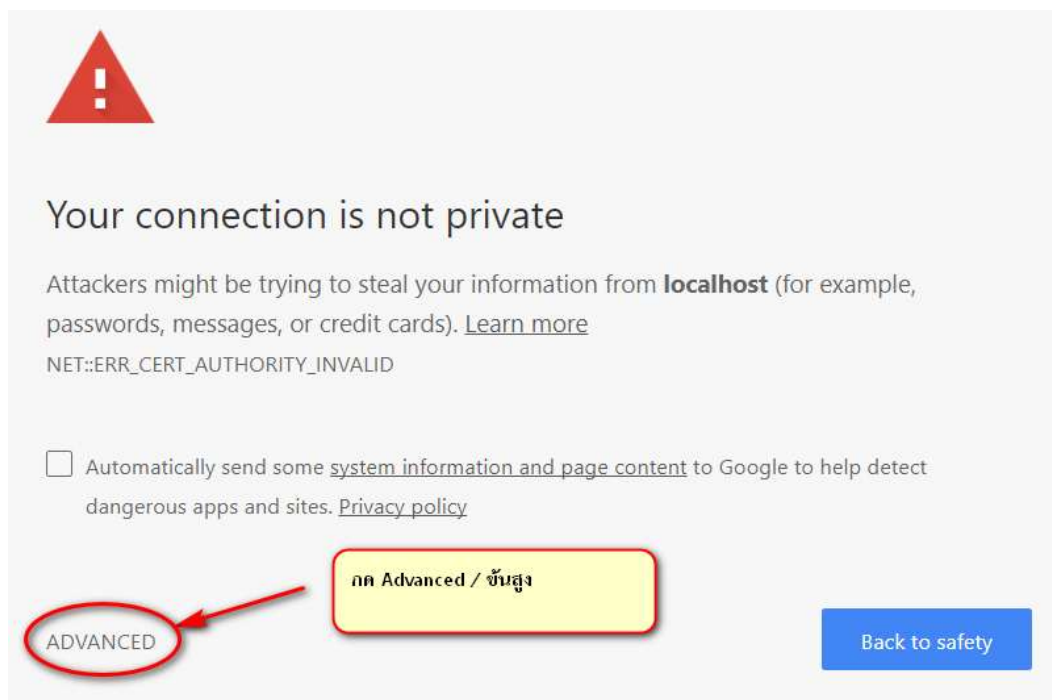 Your connection is not private
Attackers might be trying to steal your information from localhost (for example,
passwords, messages, or credit cards). Learn more
NET::ERR_CERT_AUTHORITY_INVALID
Automatically send some system information and page content to Google to help detect
dangerous apps and sites. Privacy policy
กด Advanced / ขั้นสูง
ADVANCED
Back to safety